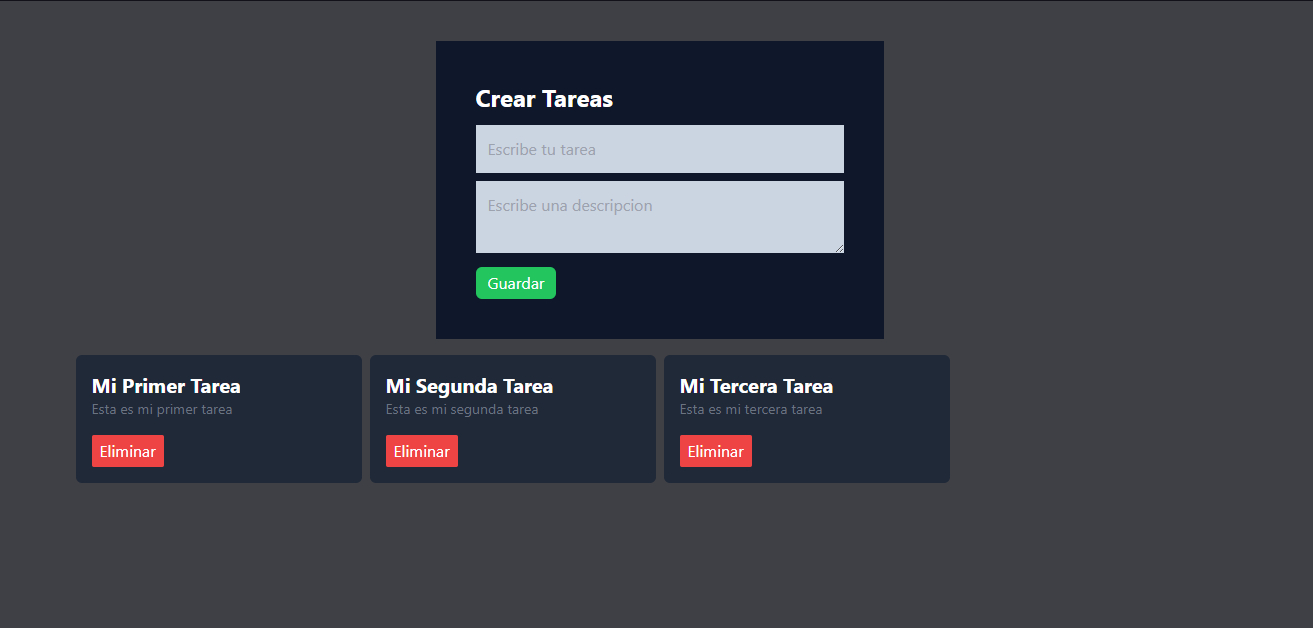 Crear Tareas
Escribe tu tarea
Escribe una descripcion
Guardar
Mi Primer Tarea
Esta es mi primer tarea
Eliminar
Mi Segunda Tarea
Esta es mi segunda tarea
Eliminar
Mi Tercera Tarea
Esta es mi tercera tarea
Eliminar